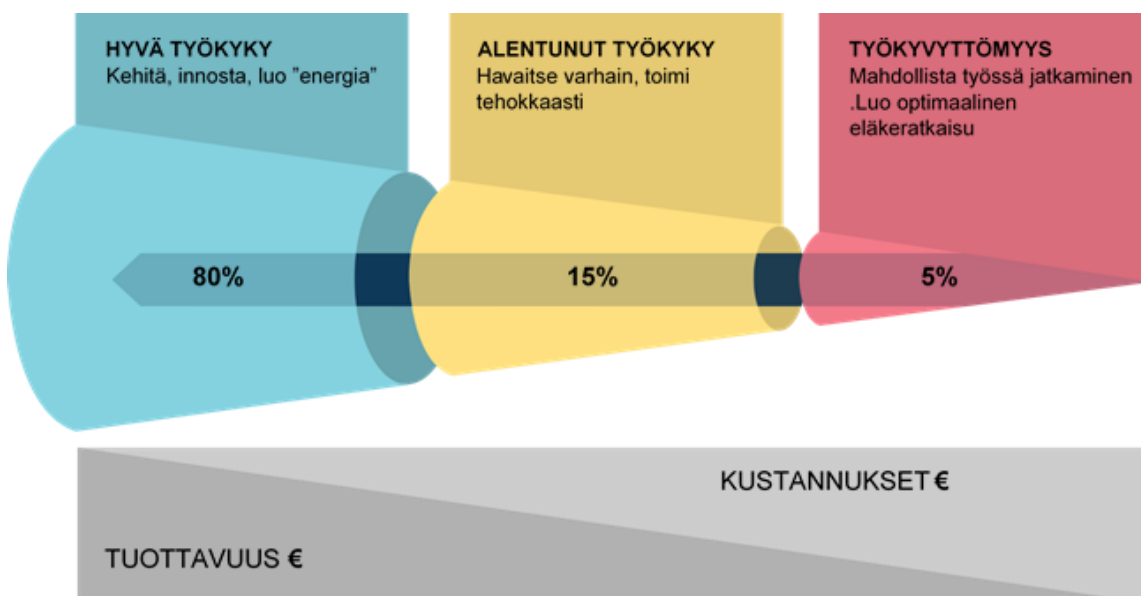 HYVÄ TYÖKYKY
Kehitä, innosta, luo ”energia”
ALENTUNUT TYÖKYKY
Havaitse varhain, toimi
tehokkaasti
TYÖKYVYTTÖMYYS
Mahdollista työssä jatkaminen
.Luo optimaalinen
eläkeratkaisu
80%
15%
5%
KUSTANNUKSET €
TUOTTAVUUS €